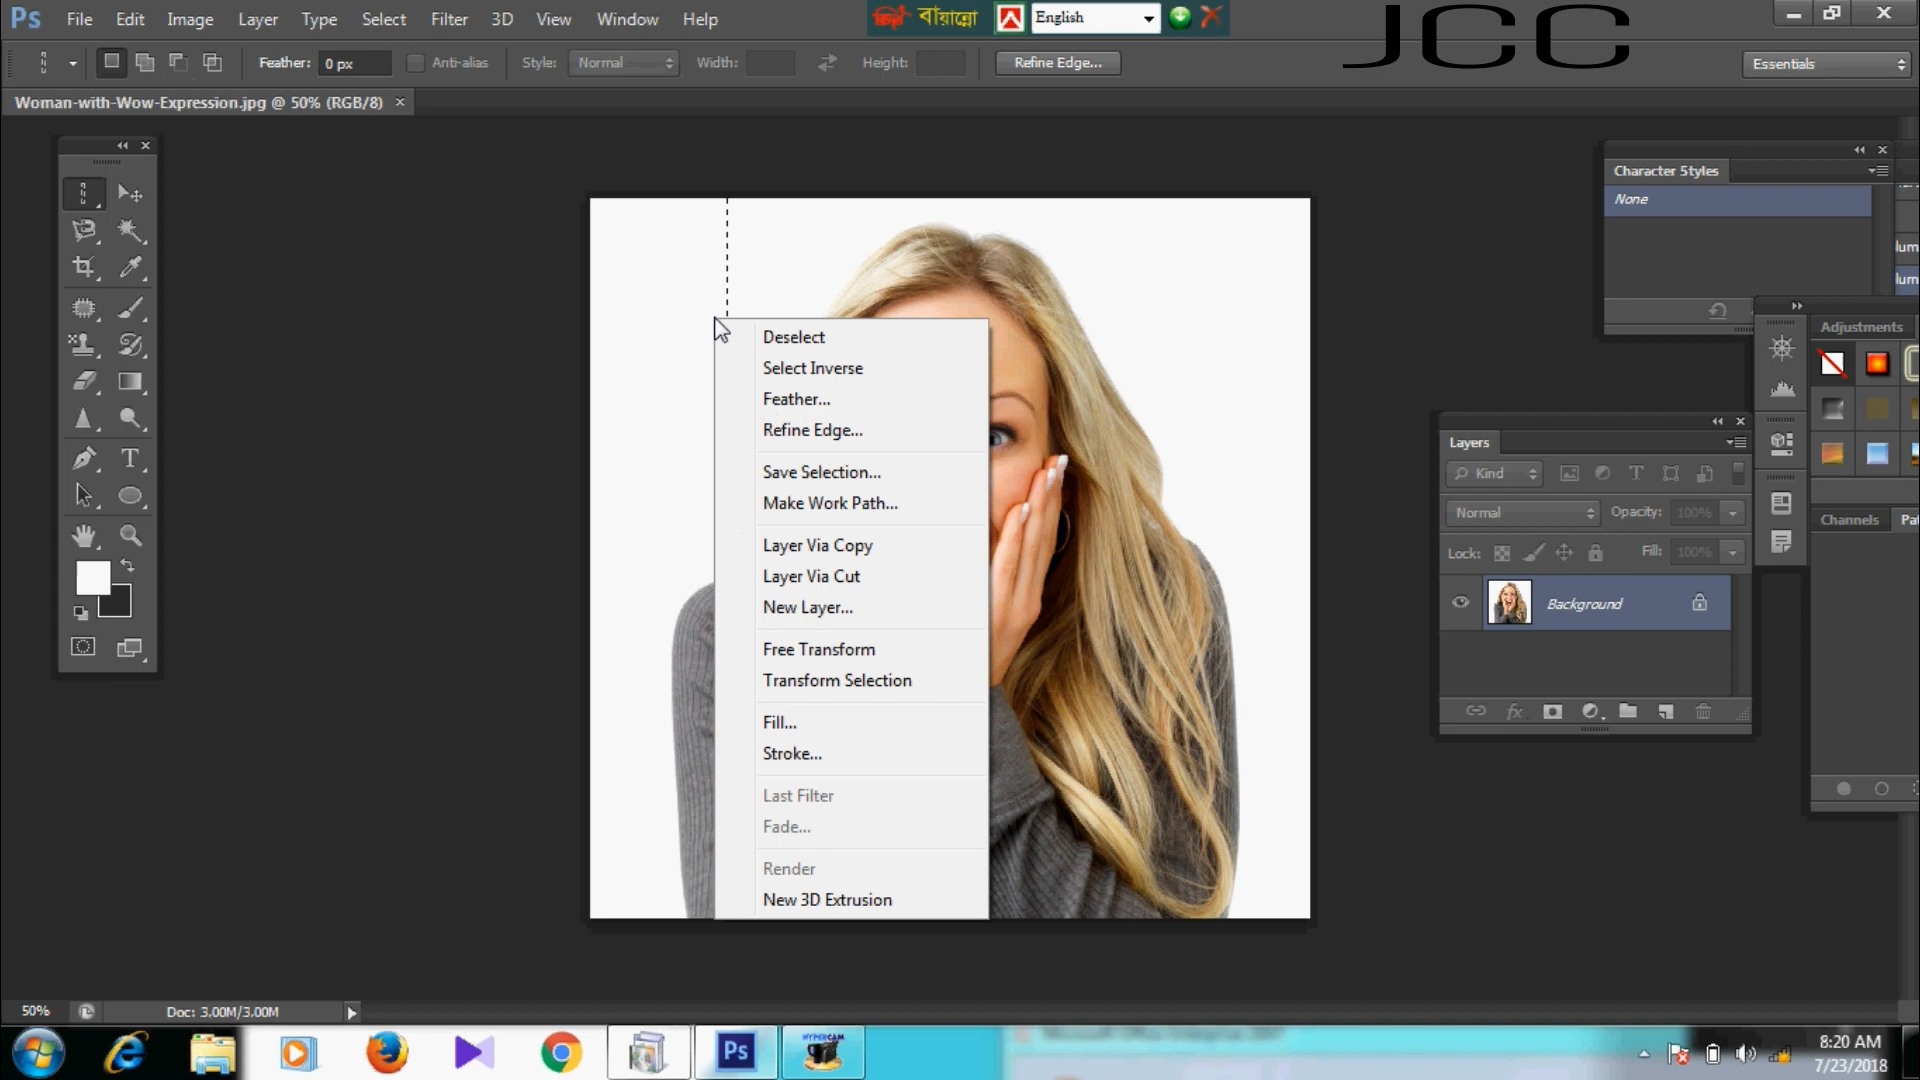 Ps File Edit Image Layer Type Select Filter 3D View Window Help
বায়ান্নো English
JCC
Feather: 0 px Anti-alias Style: Normal Width: Height: Refine Edge... Essentials
Woman-with-Wow-Expression.jpg @ 50% (RGB/8)
Character Styles
None
Adjustments
Deselect
Select Inverse
Feather...
Refine Edge...
Save Selection...
Make Work Path...
Layer Via Copy
Layer Via Cut
New Layer...
Free Transform
Transform Selection
Fill...
Stroke...
Last Filter
Fade...
Render
New 3D Extrusion
Layers
Kind
Normal Opacity: 100%
Lock: Fill: 100%
Background
Channels
50% Doc: 3.00M/3.00M
Ps
HYPERCAM
8:20 AM
7/23/2018